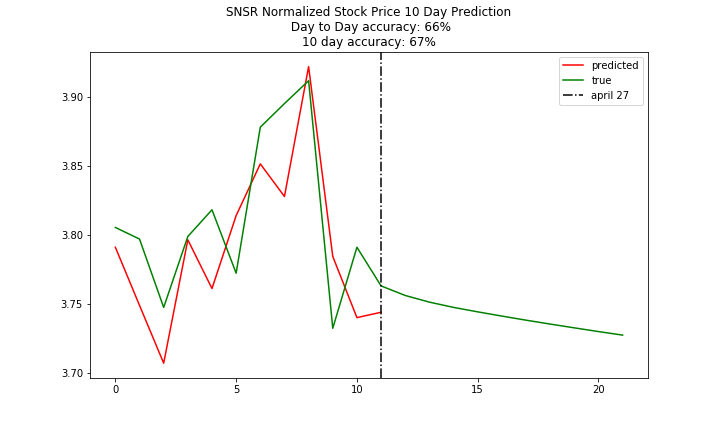 SNSR Normalized Stock Price 10 Day Prediction
Day to Day accuracy: 66%
10 day accuracy: 67%
predicted
true
april 27
3.90
3.85
3.80
3.75
3.70
0 5 10 15 20